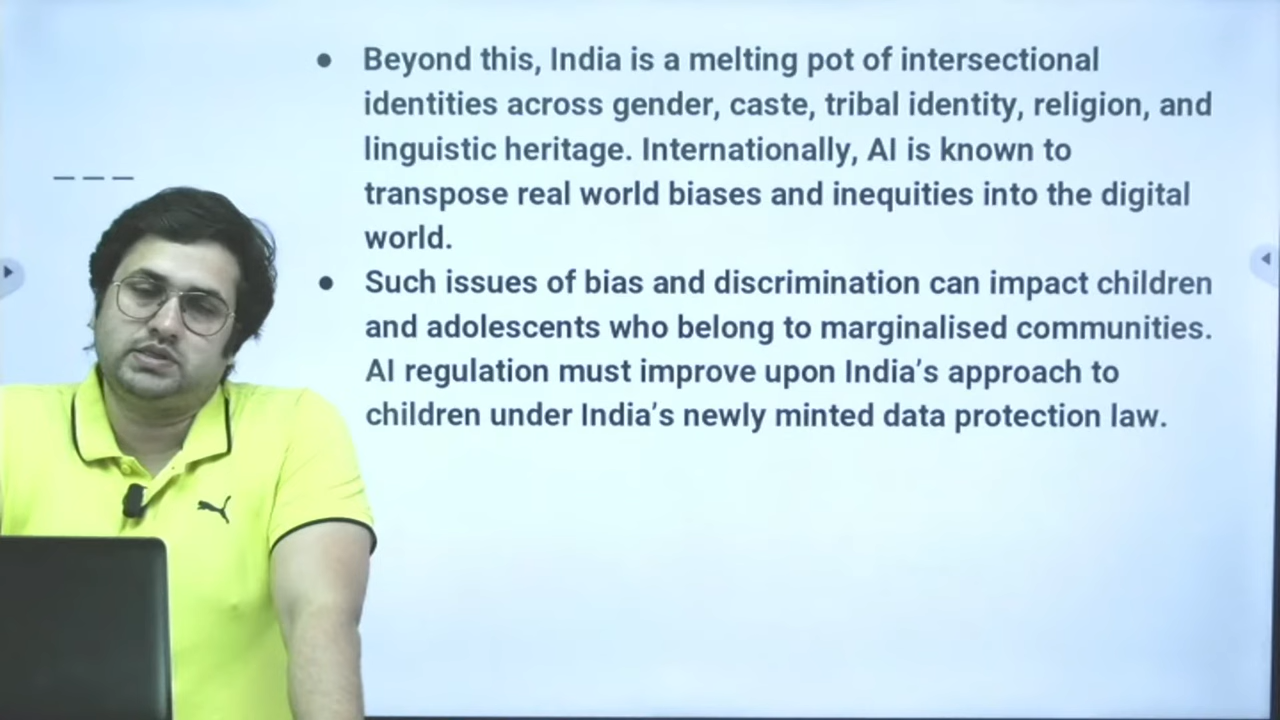 Beyond this, India is a melting pot of intersectional
identities across gender, caste, tribal identity, religion, and
linguistic heritage. Internationally, AI is known to
transpose real world biases and inequities into the digital
world.
Such issues of bias and discrimination can impact children
and adolescents who belong to marginalised communities.
AI regulation must improve upon India’s approach to
children under India’s newly minted data protection law.